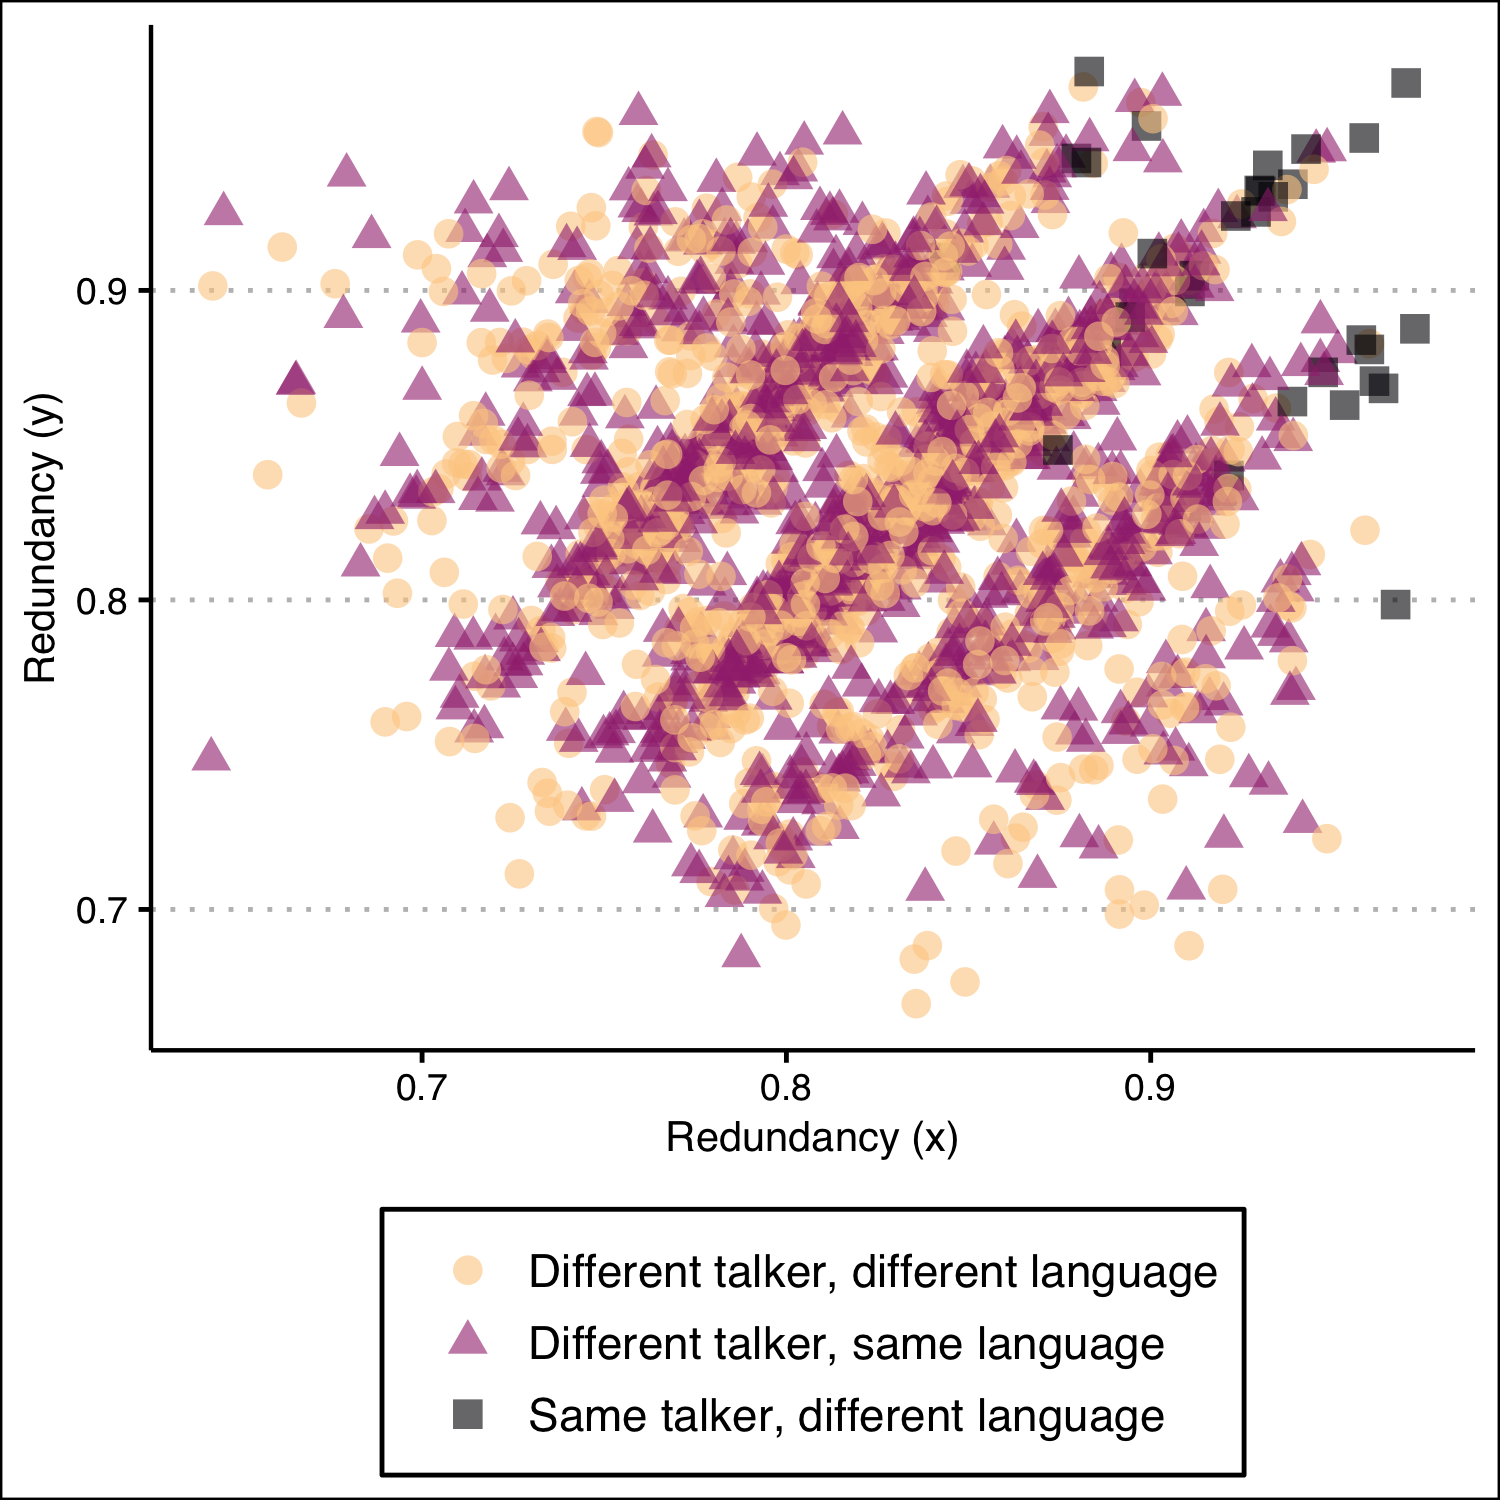 Redundancy (y)
0.9
0.8
0.7
0.7 0.8 0.9
Redundancy (x)
Different talker, different language
Different talker, same language
Same talker, different language